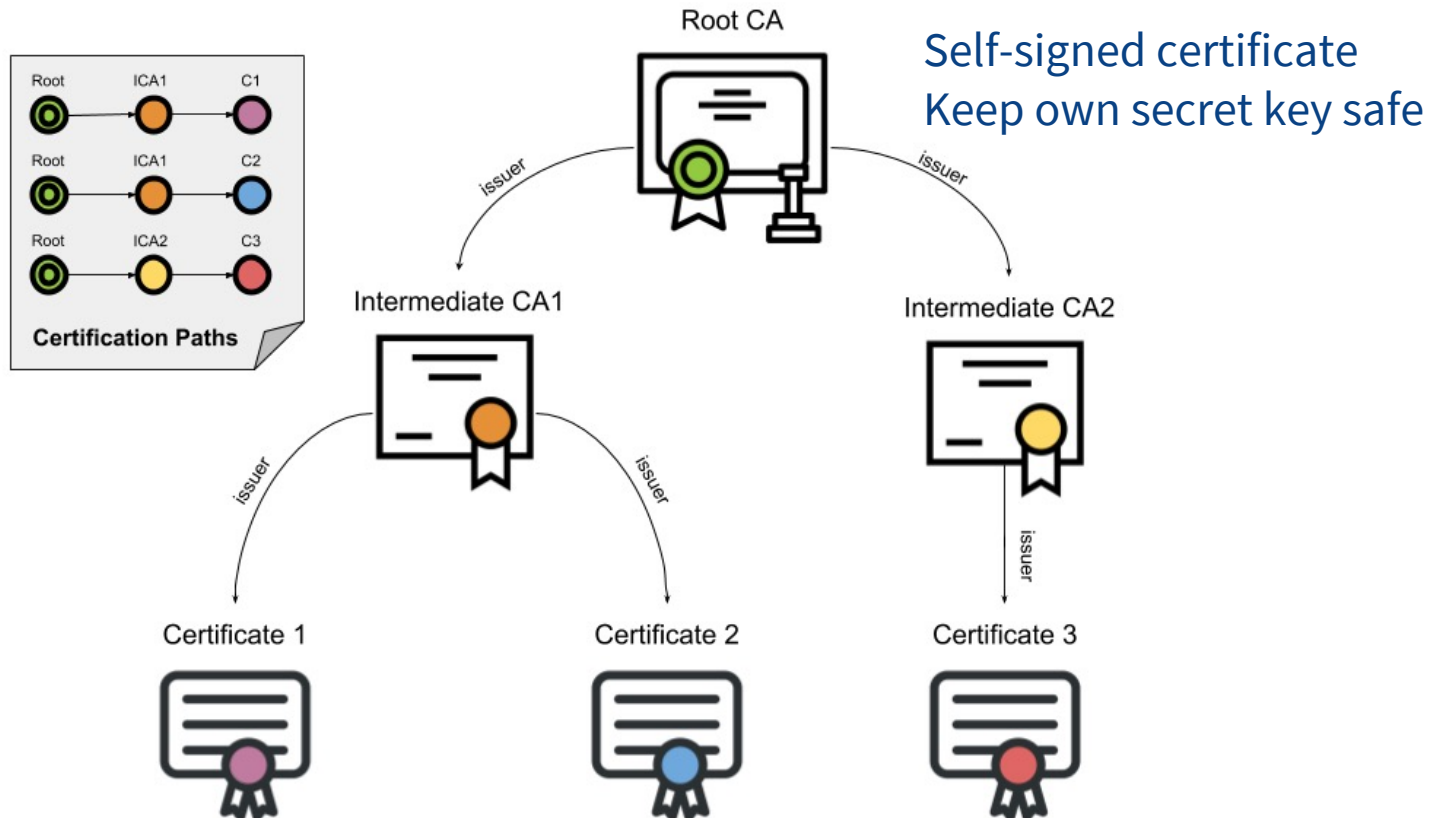 Root CA
Self-signed certificate
Keep own secret key safe
Root ICA1 C1
Root ICA1 C2
Root ICA2 C3
Certification Paths
issuer
issuer
Intermediate CA1
Intermediate CA2
issuer
issuer
issuer
Certificate 1
Certificate 2
Certificate 3